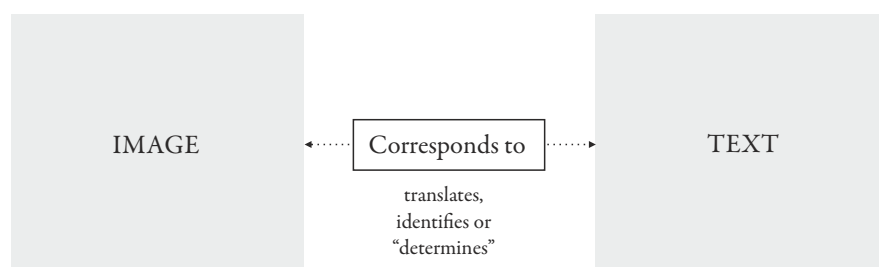 IMAGE
Corresponds to
TEXT
translates,
identifies or
“determines”